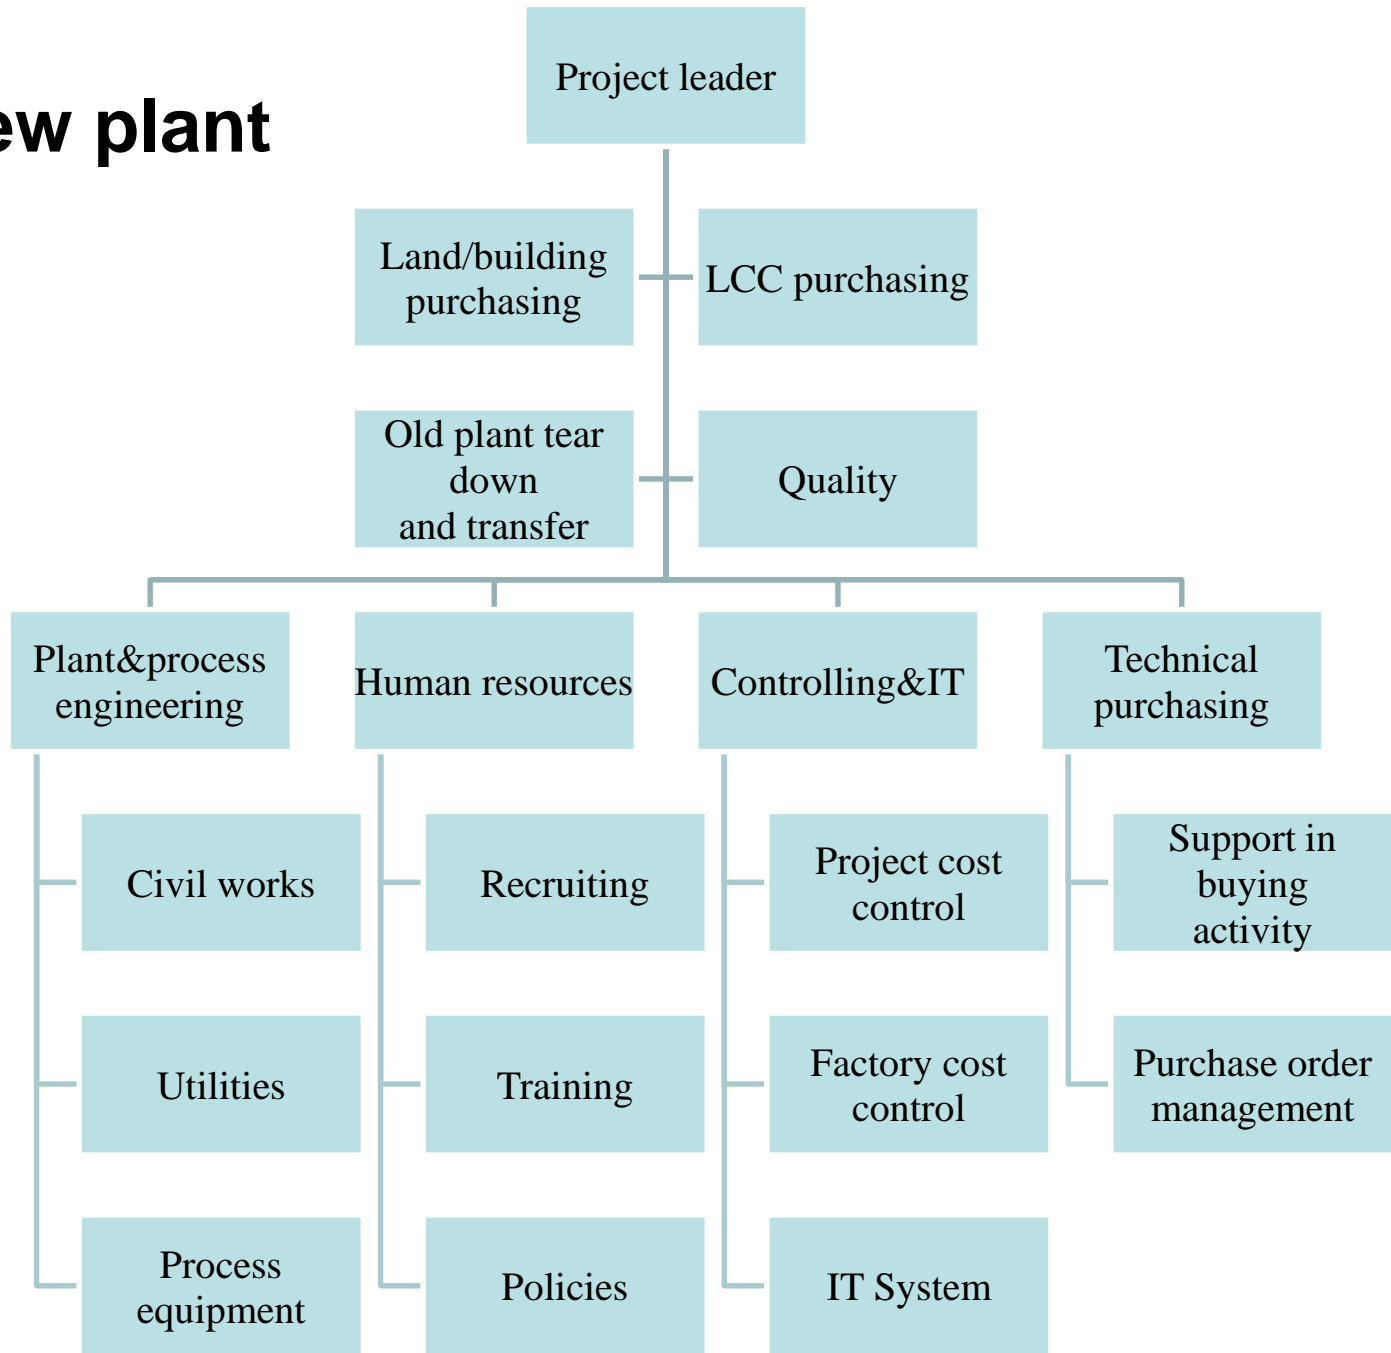 Project leader
ew plant
Land/building
purchasing
LCC purchasing
Old plant tear
down
and transfer
Quality
Plant&process
engineering
Human resources
Controlling&IT
Technical
purchasing
Civil works
Recruiting
Project cost
control
Support in
buying
activity
Utilities
Training
Factory cost
control
Purchase order
management
Process
equipment
Policies
IT System